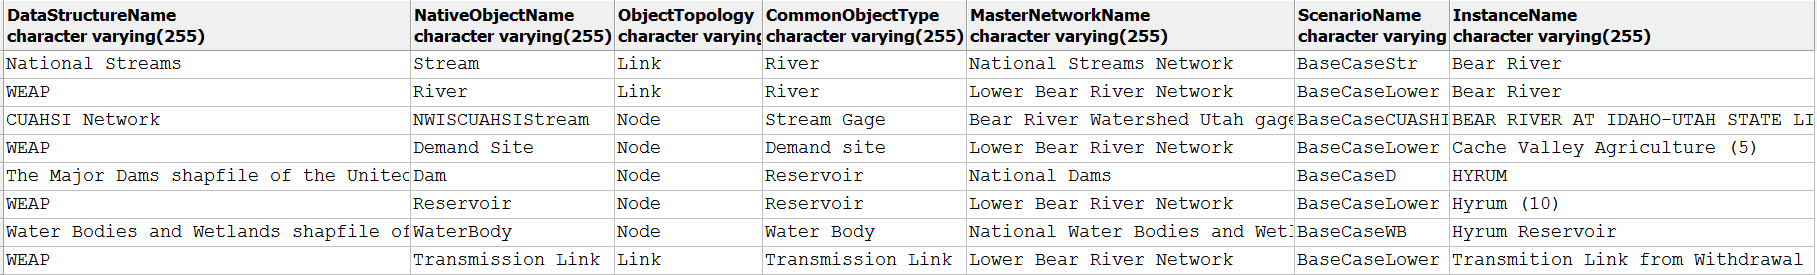 DataStructureName NativeObjectName ObjectTopology CommonObjectType MasterNetworkName ScenarioName InstanceName
character varying(255) character varying(255) character varying character varying(255) character varying(255) character varying character varying(255)
National Streams Stream Link River National Streams Network BaseCaseStr Bear River
WEAP River Link River Lower Bear River Network BaseCaseLower Bear River
CUAHSI Network NWISCUAHSIStream Node Stream Gage Bear River Watershed Utah gage BaseCaseCUASHI BEAR RIVER AT IDAHO-UTAH STATE LI
WEAP Demand Site Node Demand site Lower Bear River Network BaseCaseLower Cache Valley Agriculture (5)
The Major Dams shapfile of the United Dam Node Reservoir National Dams BaseCaseD HYRUM
WEAP Reservoir Node Reservoir Lower Bear River Network BaseCaseLower Hyrum (10)
Water Bodies and Wetlands shapfile of WaterBody Node Water Body National Water Bodies and Wetl BaseCaseWB Hyrum Reservoir
WEAP Transmission Link Link Transmission Link Lower Bear River Network BaseCaseLower Transmition Link from Withdrawal